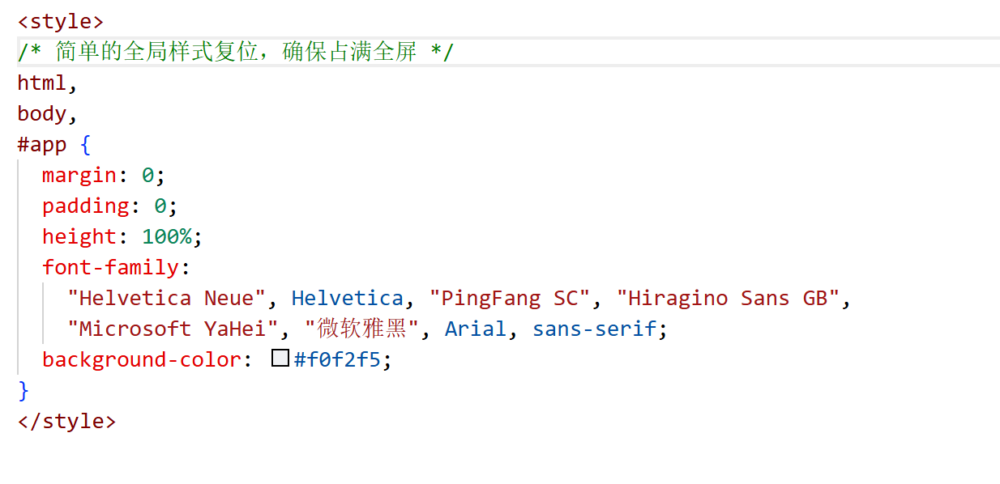 <style>
/* 简单的全局样式复位，确保占满全屏 */
html,
body,
#app {
  margin: 0;
  padding: 0;
  height: 100%;
  font-family:
    "Helvetica Neue", Helvetica, "PingFang SC", "Hiragino Sans GB",
    "Microsoft YaHei", "微软雅黑", Arial, sans-serif;
  background-color: #f0f2f5;
}
</style>